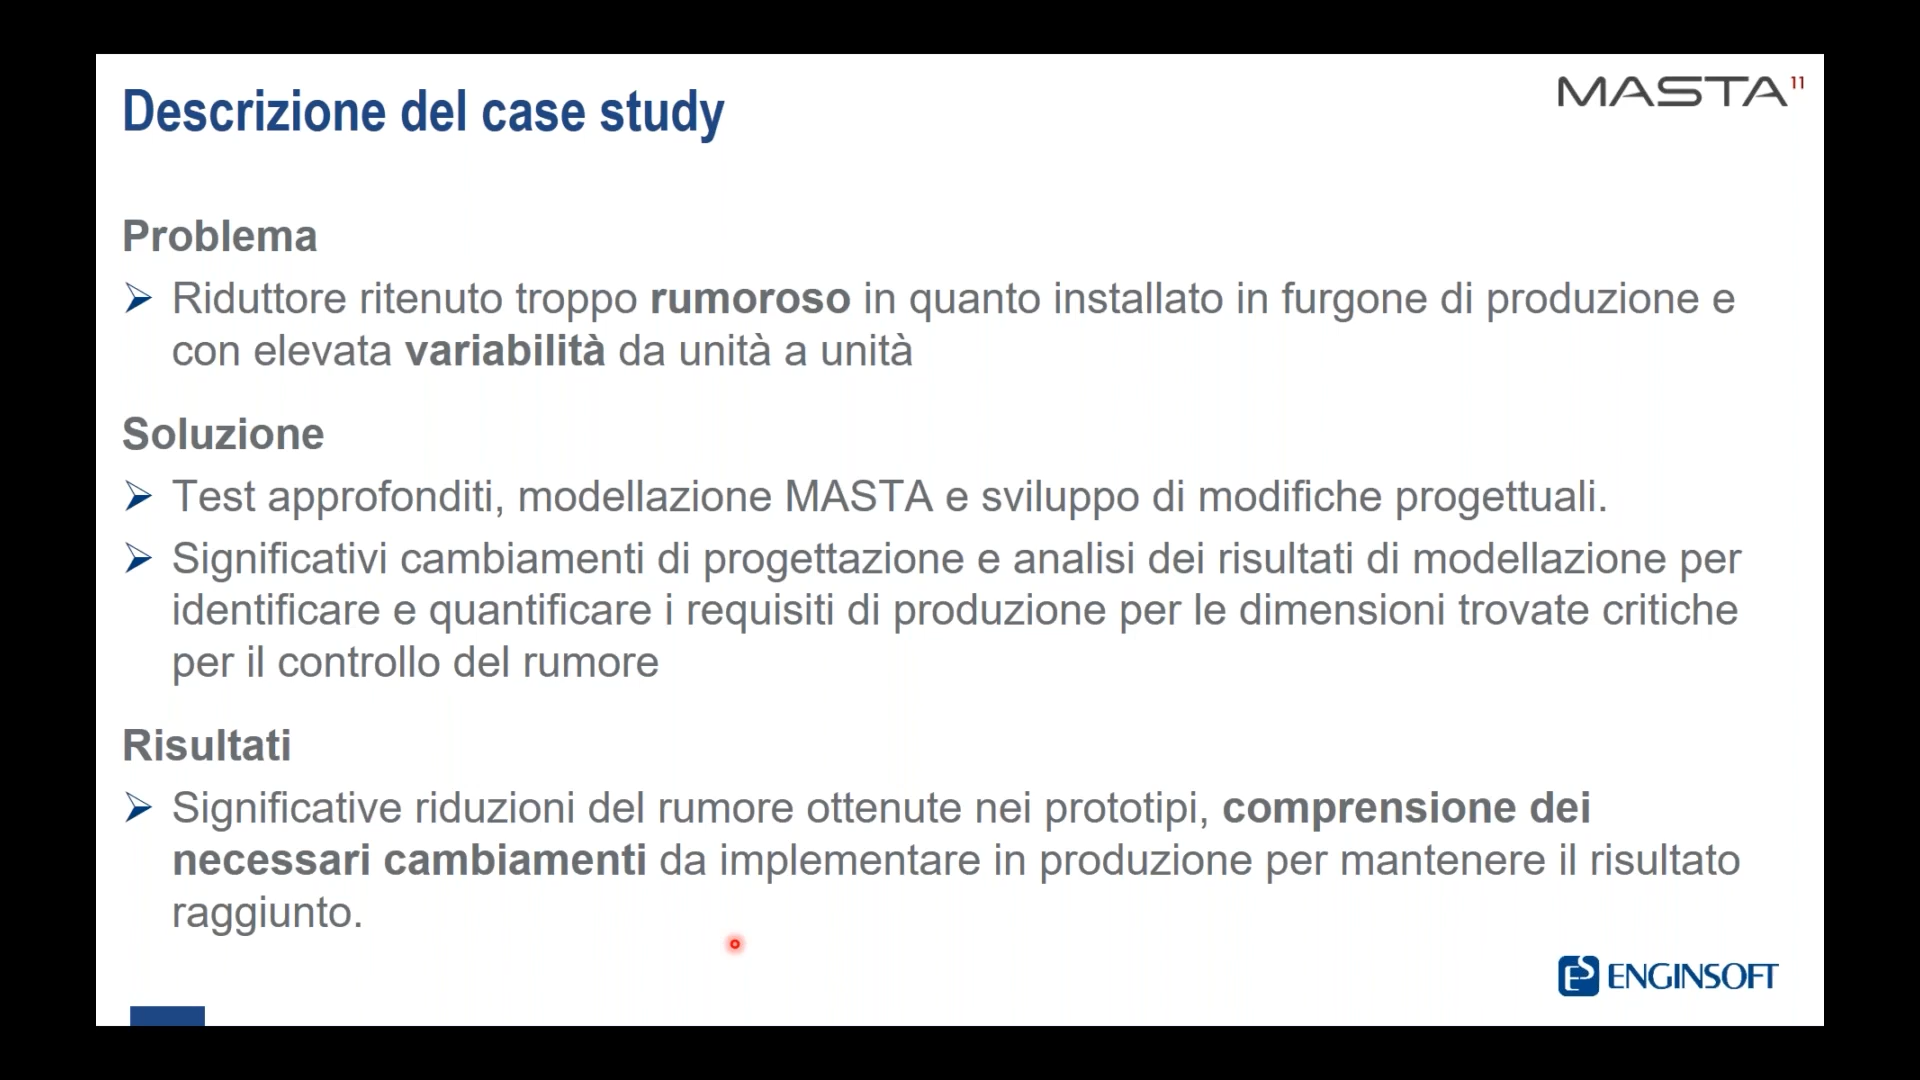 Descrizione del case study
MASTA11
Problema
Riduttore ritenuto troppo rumoroso in quanto installato in furgone di produzione e
con elevata variabilità da unità a unità
Soluzione
Test approfonditi, modellazione MASTA e sviluppo di modifiche progettuali.
Significativi cambiamenti di progettazione e analisi dei risultati di modellazione per
identificare e quantificare i requisiti di produzione per le dimensioni trovate critiche
per il controllo del rumore
Risultati
Significative riduzioni del rumore ottenute nei prototipi, comprensione dei
necessari cambiamenti da implementare in produzione per mantenere il risultato
raggiunto.
ES ENGINSOFT